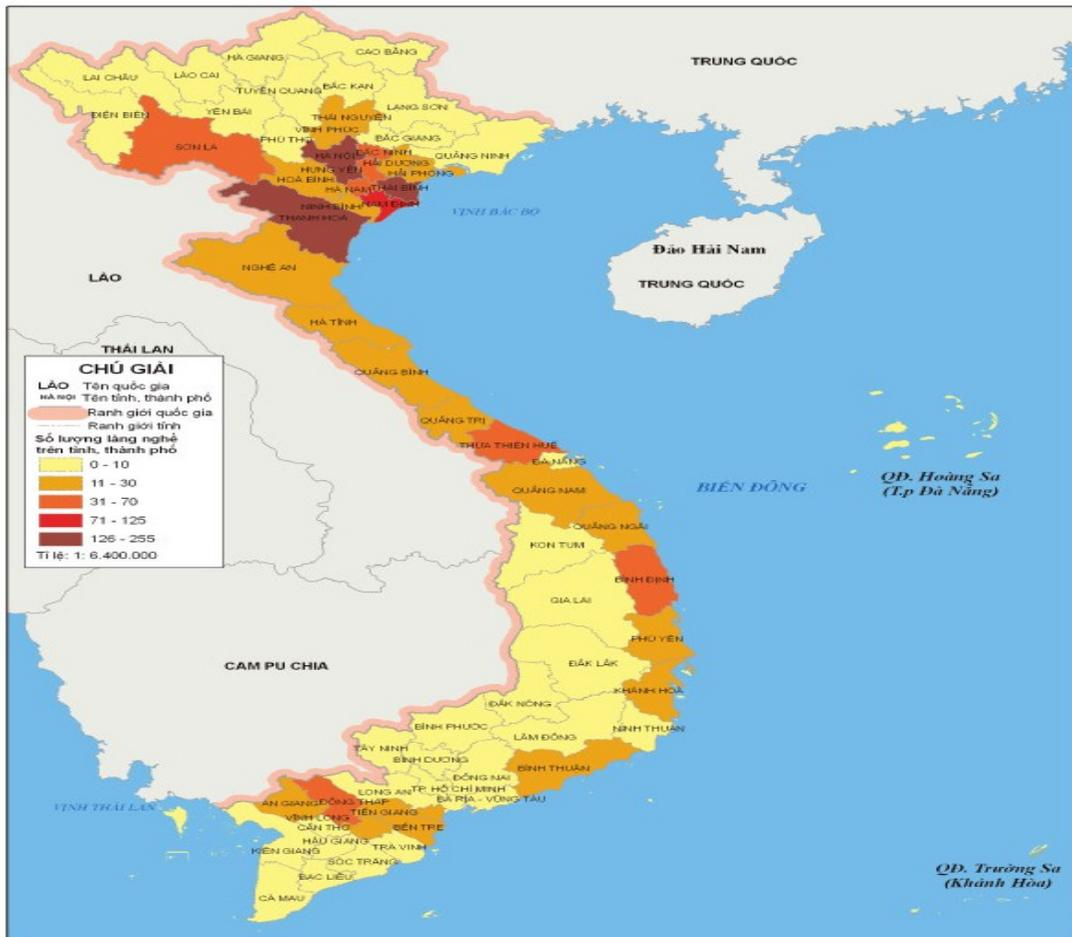 TRUNG QUỐC
CAO BẰNG
HÀ GIANG
LAI CHÂU
LÀO CAI
TUYÊN QUANG
BẮC KẠN
LẠNG SƠN
ĐIỆN BIÊN
YÊN BÁI
THÁI NGUYÊN
VĨNH PHÚC
PHÚ THỌ
BẮC GIANG
SƠN LA
HÀ NỘI
BẮC NINH
QUẢNG NINH
HẢI DƯƠNG
HƯNG YÊN
HẢI PHÒNG
HOÀ BÌNH
HÀ NAM
THÁI BÌNH
NINH BÌNH
NAM ĐỊNH
THANH HOÁ
VỊNH BẮC BỘ
Đảo Hải Nam
TRUNG QUỐC
NGHỆ AN
LÀO
HÀ TĨNH
THÁI LAN
CHÚ GIẢI
LÀO Tên quốc gia
HÀ NỘI Tên tỉnh, thành phố
Ranh giới quốc gia
Ranh giới tỉnh
Số lượng làng nghề
trên tỉnh, thành phố
0 - 10
11 - 30
31 - 70
71 - 125
126 - 255
Tỉ lệ: 1: 6.400.000
QUẢNG BÌNH
QUẢNG TRỊ
THỪA THIÊN HUẾ
ĐÀ NẴNG
QĐ. Hoàng Sa
(T.p Đà Nẵng)
BIỂN ĐÔNG
QUẢNG NAM
QUẢNG NGÃI
KON TUM
BÌNH ĐỊNH
GIA LAI
PHÚ YÊN
CAM PU CHIA
ĐẮK LẮK
KHÁNH HOÀ
ĐẮK NÔNG
BÌNH PHƯỚC
NINH THUẬN
LÂM ĐỒNG
TÂY NINH
BÌNH DƯƠNG
BÌNH THUẬN
ĐỒNG NAI
LONG AN
TP. HỒ CHÍ MINH
BÀ RỊA - VŨNG TÀU
VỊNH THÁI LAN
AN GIANG
ĐỒNG THÁP
TIỀN GIANG
VĨNH LONG
CẦN THƠ
BẾN TRE
HẬU GIANG
KIÊN GIANG
TRÀ VINH
SÓC TRĂNG
BẠC LIÊU
CÀ MAU
QĐ. Trường Sa
(Khánh Hòa)